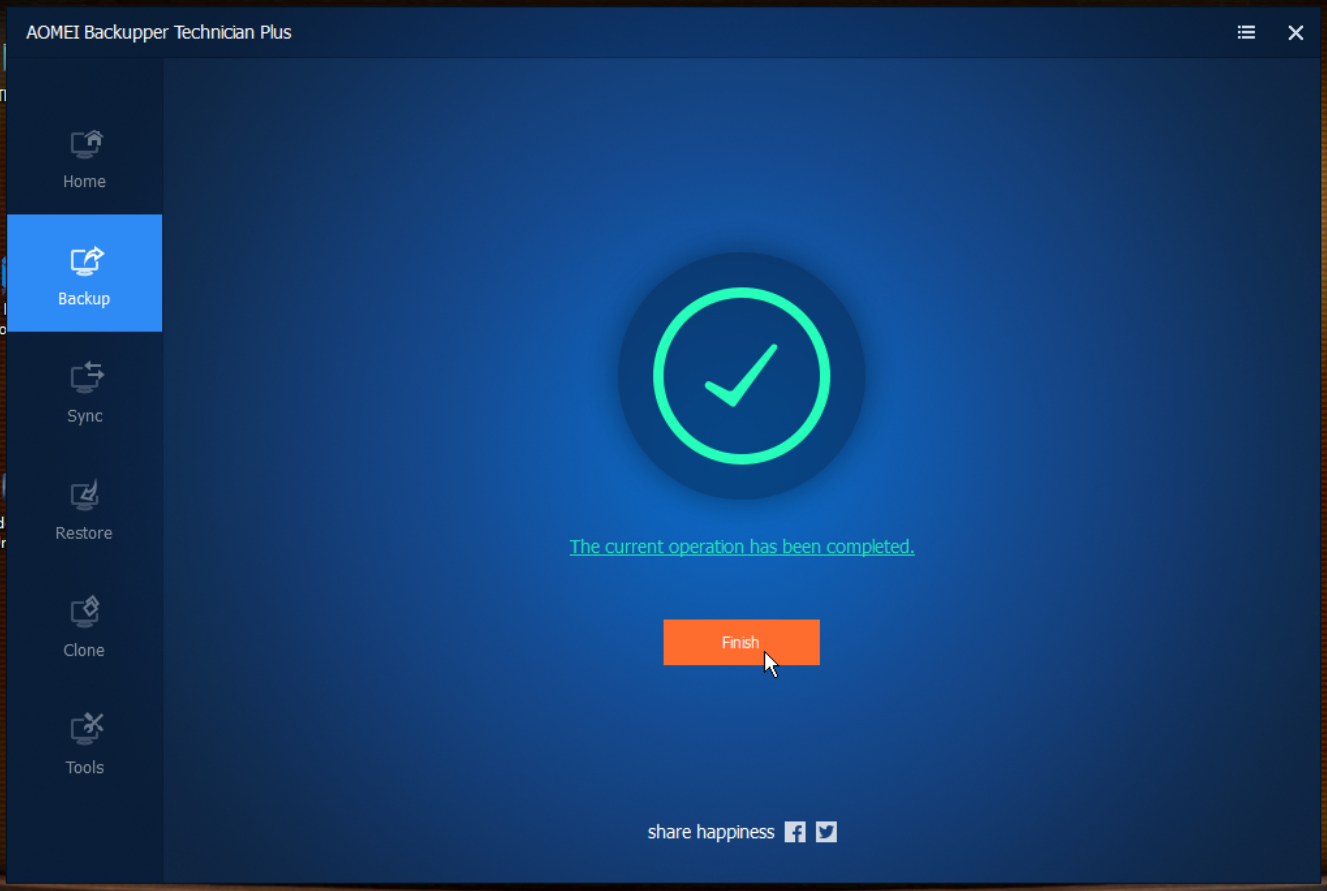 AOMEI Backupper Technician Plus
Home
Backup
Sync
Restore
Clone
Tools
The current operation has been completed.
Finish
share happiness